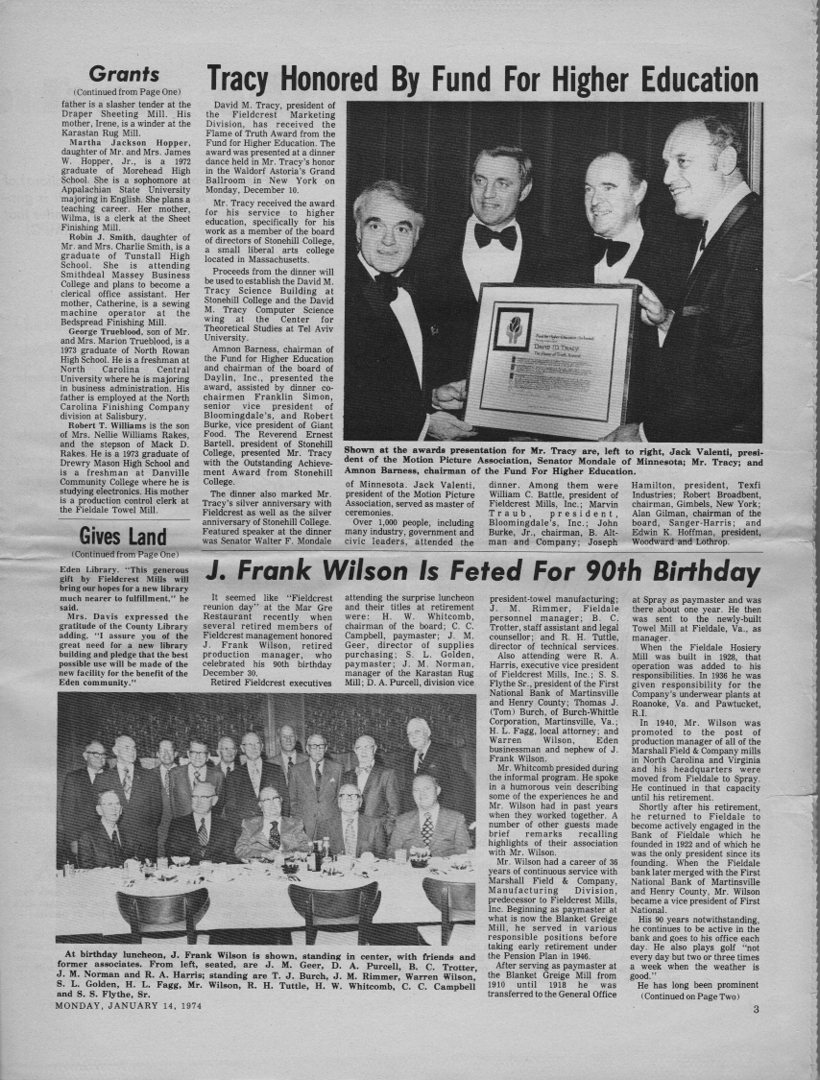 Grants
(Continued from Page One)
father is a slasher tender at the
Draper Sheeting Mill. His
mother, Irene, is a winder at the
Karastan Rug Mill.
Martha Jackson Hopper,
daughter of Mr. and Mrs. James
W. Hopper, Jr., is a 1972
graduate of Morehead High
School. She is a sophomore at
Appalachian State University
majoring in English. She plans a
teaching career. Her mother,
Wilma, is a clerk at the Sheet
Finishing Mill.
Robin J. Smith, daughter of
Mr. and Mrs. Charlie Smith, is a
graduate of Tunstall High
School. She is attending
Smithdeal Massey Business
College and plans to become a
clerical office assistant. Her
mother, Catherine, is a sewing
machine operator at the
Bedspread Finishing Mill.
George Trueblood, son of Mr.
and Mrs. Marion Trueblood, is a
1973 graduate of North Rowan
High School. He is a freshman at
North Carolina Central
University where he is majoring
in business administration. His
father is employed at the North
Carolina Finishing Company
division at Salisbury.
Robert T. Williams is the son
of Mrs. Nellie Williams Rakes,
and the stepson of Mack D.
Rakes. He is a 1973 graduate of
Drewry Mason High School and
is a freshman at Danville
Community College where he is
studying electronics. His mother
is a production control clerk at
the Fieldale Towel Mill.
Gives Land
(Continued from Page One)
Eden Library. "This generous
gift by Fieldcrest Mills will
bring our hopes for a new library
much nearer to fulfillment," he
said.
Mrs. Davis expressed the
gratitude of the County Library
adding, "I assure you of the
great need for a new library
building and pledge that the best
possible use will be made of the
new facility for the benefit of the
Eden community."
Tracy Honored By Fund For Higher Education
David M. Tracy, president of
the Fieldcrest Marketing
Division, has received the
Flame of Truth Award from the
Fund for Higher Education. The
award was presented at a dinner
dance held in Mr. Tracy's honor
in the Waldorf Astoria's Grand
Ballroom in New York on
Monday, December 10.
Mr. Tracy received the award
for his service to higher
education, specifically for his
work as a member of the board
of directors of Stonehill College,
a small liberal arts college
located in Massachusetts.
Proceeds from the dinner will
be used to establish the David M.
Tracy Science Building at
Stonehill College and the David
M. Tracy Computer Science
wing at the Center for
Theoretical Studies at Tel Aviv
University.
Amnon Barness, chairman of
the Fund for Higher Education
and chairman of the board of
Daylin, Inc., presented the
award, assisted by dinner co-
chairmen Franklin Simon,
senior vice president of
Bloomingdale's, and Robert
Burke, vice president of Giant
Food. The Reverend Ernest
Bartell, president of Stonehill
College, presented Mr. Tracy
with the Outstanding Achieve-
ment Award from Stonehill
College.
The dinner also marked Mr.
Tracy's silver anniversary with
Fieldcrest as well as the silver
anniversary of Stonehill College.
Featured speaker at the dinner
was Senator Walter F. Mondale
Fund for Higher Education
DAVID M. TRACY
Shown at the awards presentation for Mr. Tracy are, left to right, Jack Valenti, presi-
dent of the Motion Picture Association, Senator Mondale of Minnesota; Mr. Tracy; and
Amnon Barness, chairman of the Fund For Higher Education.
of Minnesota. Jack Valenti,
president of the Motion Picture
Association, served as master of
ceremonies.
Over 1,000 people, including
many industry, government and
civic leaders, attended the
dinner. Among them were
William C. Battle, president of
Fieldcrest Mills, Inc.; Marvin
Traub, president,
Bloomingdale's, Inc.; John
Burke, Jr., chairman, B. Alt-
man and Company; Joseph
Hamilton, president, Texfi
Industries; Robert Broadbent,
chairman, Gimbels, New York;
Alan Gilman, chairman of the
board, Sanger-Harris; and
Edwin K. Hoffman, president,
Woodward and Lothrop.
J. Frank Wilson Is Feted For 90th Birthday
It seemed like "Fieldcrest
reunion day" at the Mar Gre
Restaurant recently when
several retired members of
Fieldcrest management honored
J. Frank Wilson, retired
production manager, who
celebrated his 90th birthday
December 30.
Retired Fieldcrest executives
attending the surprise luncheon
and their titles at retirement
were: H. W. Whitcomb,
chairman of the board; C. C.
Campbell, paymaster; J. M.
Geer, director of supplies
purchasing; S. L. Golden,
paymaster; J. M. Norman,
manager of the Karastan Rug
Mill; D. A. Purcell, division vice
president-towel manufacturing;
J. M. Rimmer, Fieldale
personnel manager; B. C.
Trotter, staff assistant and legal
counsellor; and R. H. Tuttle,
director of technical services.
Also attending were R. A.
Harris, executive vice president
of Fieldcrest Mills, Inc.; S. S.
Flythe Sr., president of the First
National Bank of Martinsville
and Henry County; Thomas J.
(Tom) Burch, of Burch-Whittle
Corporation, Martinsville, Va.;
H. L. Fagg, local attorney; and
Warren Wilson, Eden
businessman and nephew of J.
Frank Wilson.
Mr. Whitcomb presided during
the informal program. He spoke
in a humorous vein describing
some of the experiences he and
Mr. Wilson had in past years
when they worked together. A
number of other guests made
brief remarks recalling
highlights of their association
with Mr. Wilson.
Mr. Wilson had a career of 36
years of continuous service with
Marshall Field & Company,
Manufacturing Division,
predecessor to Fieldcrest Mills,
Inc. Beginning as paymaster at
what is now the Blanket Greige
Mill, he served in various
responsible positions before
taking early retirement under
the Pension Plan in 1946.
After serving as paymaster at
the Blanket Greige Mill from
1910 until 1918 he was
transferred to the General Office
at Spray as paymaster and was
there about one year. He then
was sent to the newly-built
Towel Mill at Fieldale, Va., as
manager.
When the Fieldale Hosiery
Mill was built in 1928, that
operation was added to his
responsibilities. In 1936 he was
given responsibility for the
Company's underwear plants at
Roanoke, Va. and Pawtucket,
R.I.
In 1940, Mr. Wilson was
promoted to the post of
production manager of all of the
Marshall Field & Company mills
in North Carolina and Virginia
and his headquarters were
moved from Fieldale to Spray.
He continued in that capacity
until his retirement.
Shortly after his retirement,
he returned to Fieldale to
become actively engaged in the
Bank of Fieldale which he
founded in 1922 and of which he
was the only president since its
founding. When the Fieldale
bank later merged with the First
National Bank of Martinsville
and Henry County, Mr. Wilson
became a vice president of First
National.
His 90 years notwithstanding,
he continues to be active in the
bank and goes to his office each
day. He also plays golf "not
every day but two or three times
a week when the weather is
good."
He has long been prominent
(Continued on Page Two)
At birthday luncheon, J. Frank Wilson is shown, standing in center, with friends and
former associates. From left, seated, are J. M. Geer, D. A. Purcell, B. C. Trotter,
J. M. Norman and R. A. Harris; standing are T. J. Burch, J. M. Rimmer, Warren Wilson,
S. L. Golden, H. L. Fagg, Mr. Wilson, R. H. Tuttle, H. W. Whitcomb, C. C. Campbell
and S. S. Flythe, Sr.
MONDAY, JANUARY 14, 1974
3